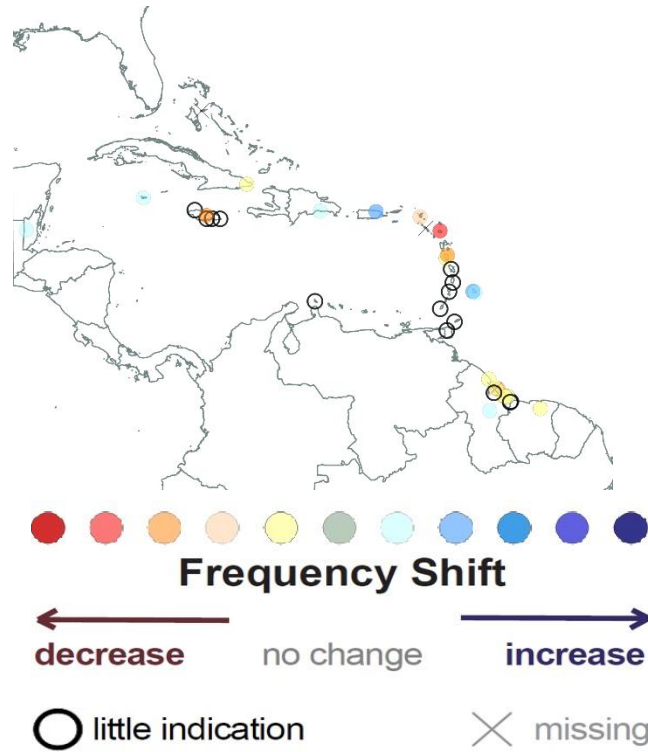 Frequency Shift
decrease no change increase
little indication missing